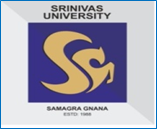 SRINIVAS
UNIVERSITY
SAMAGRA GNANA
ESTD: 1988